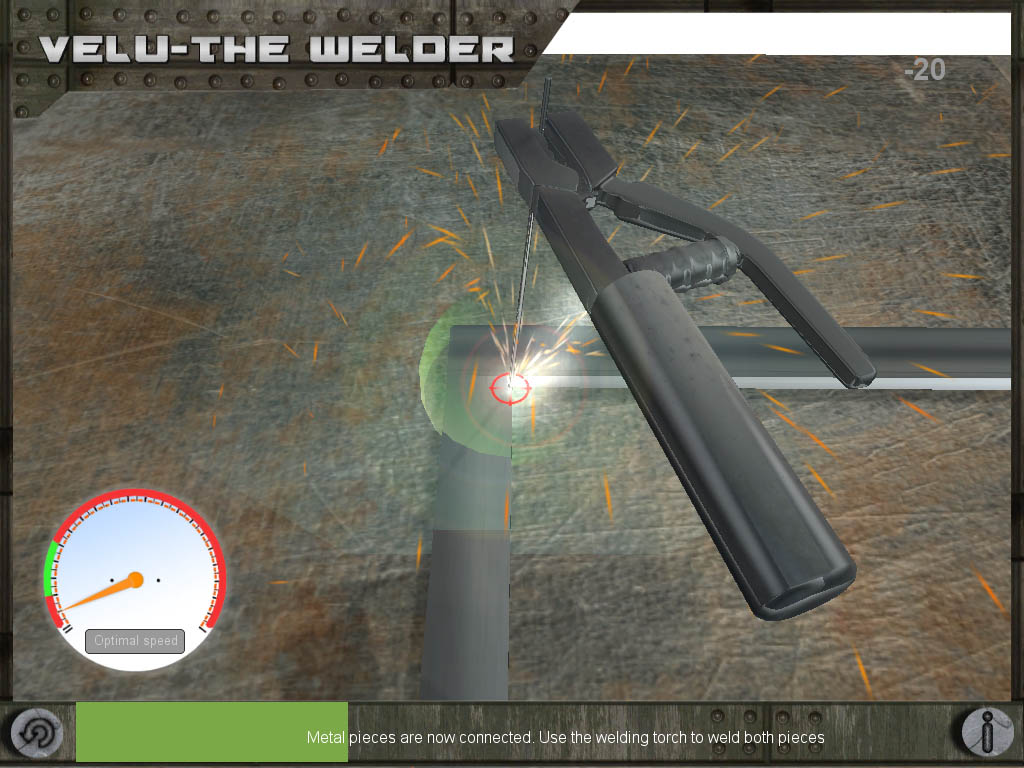 VELU-THE WELDER
-20
Optimal speed
Metal pieces are now connected. Use the welding torch to weld both pieces